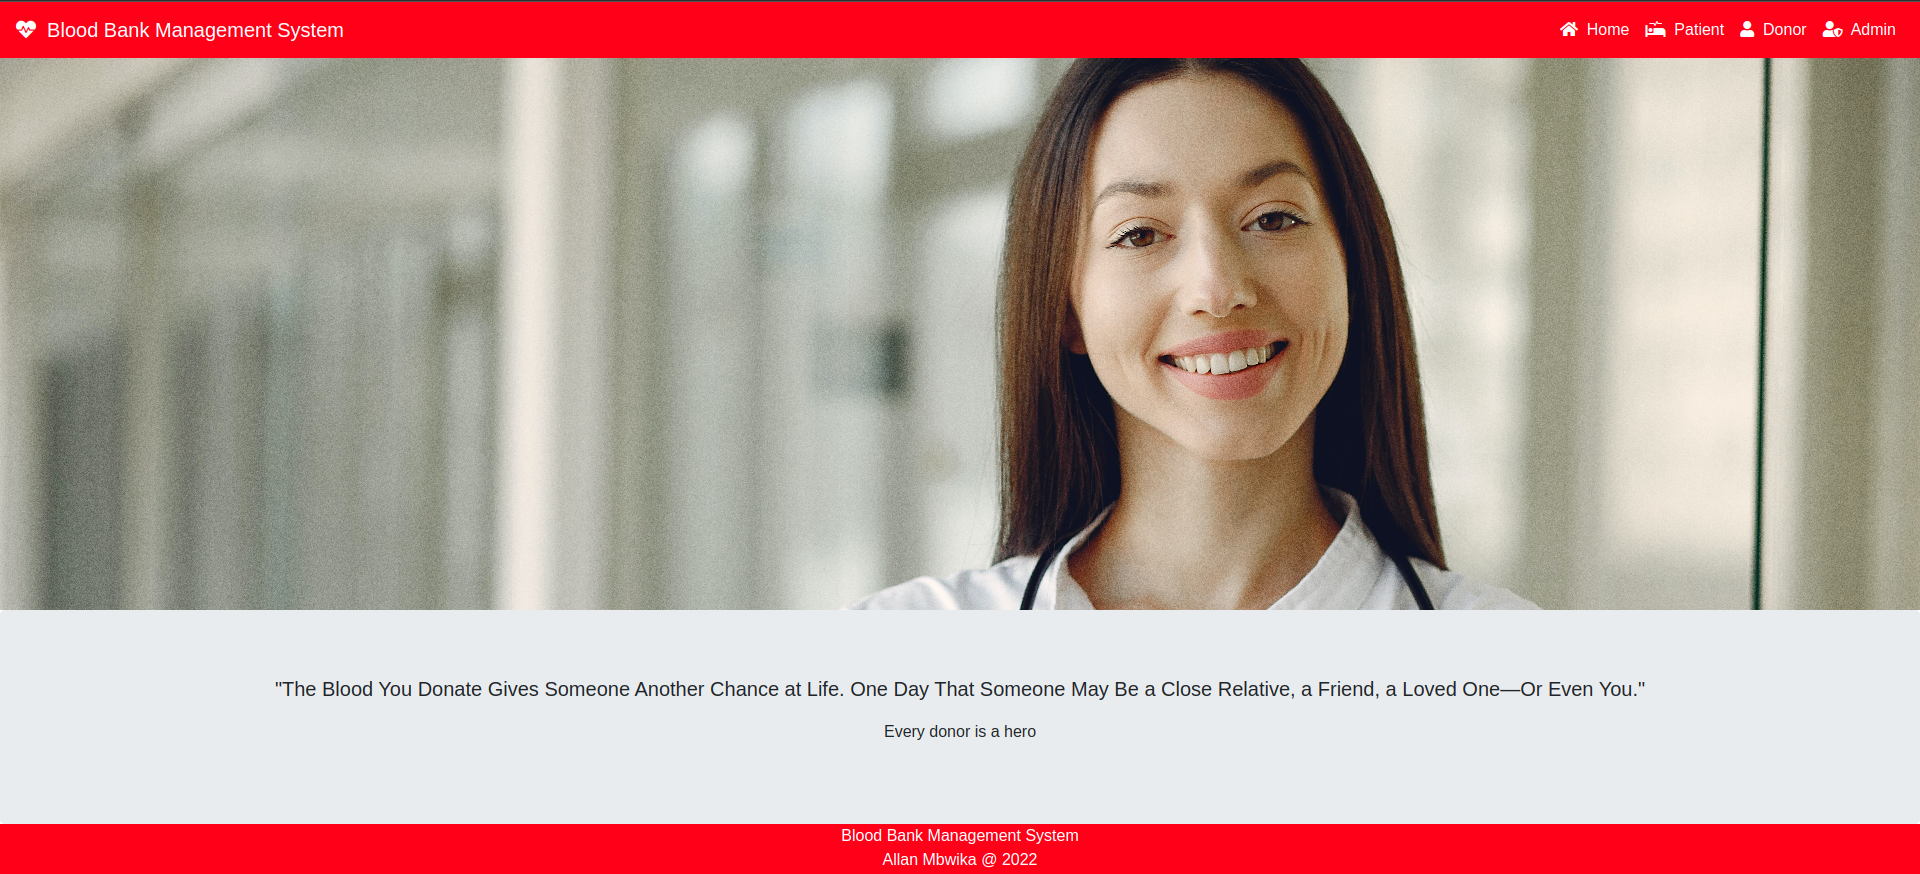 Blood Bank Management System
Home Patient Donor Admin
"The Blood You Donate Gives Someone Another Chance at Life. One Day That Someone May Be a Close Relative, a Friend, a Loved One—Or Even You."
Every donor is a hero
Blood Bank Management System
Allan Mbwika @ 2022